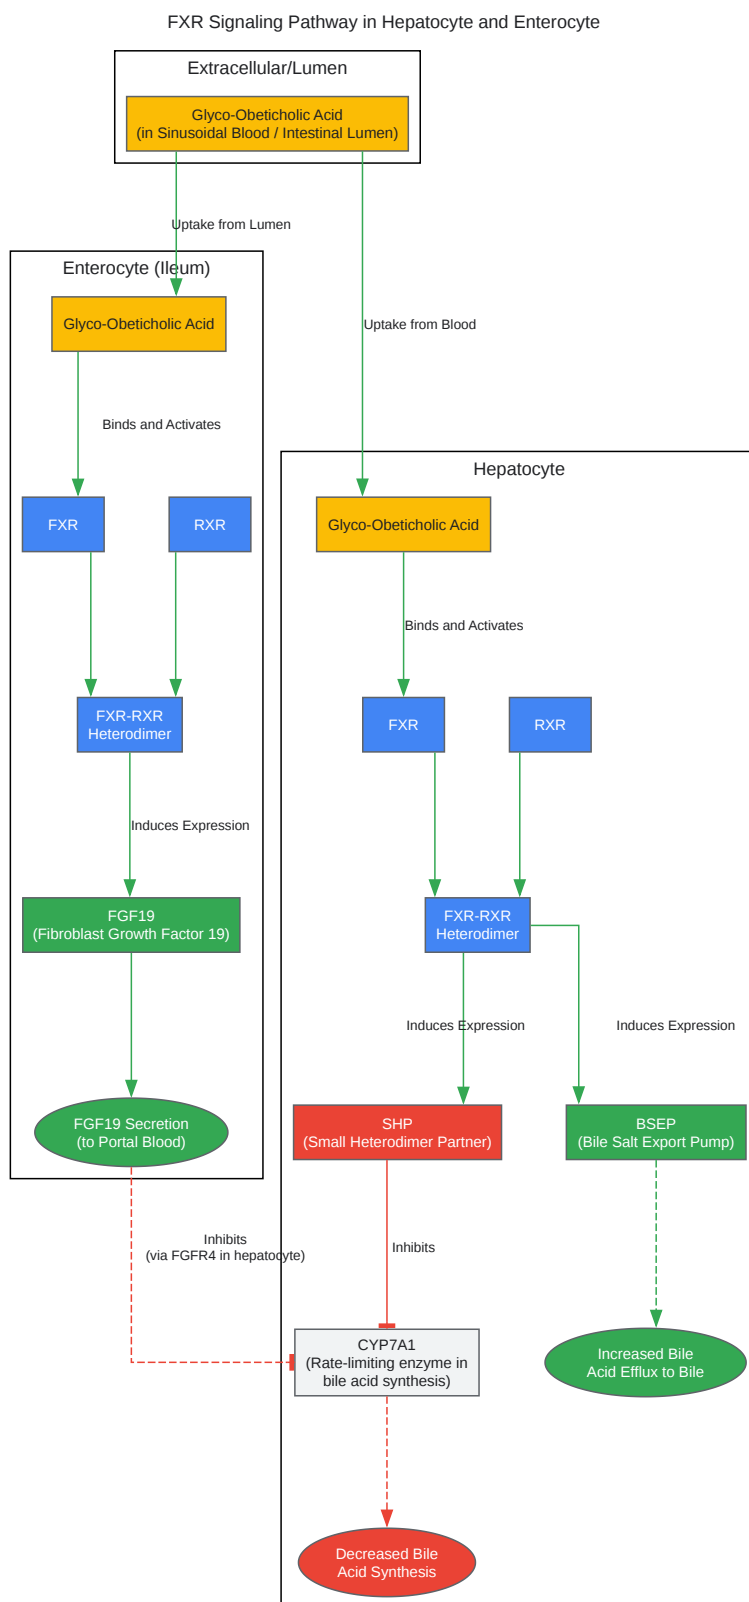 FXR Signaling Pathway in Hepatocyte and Enterocyte
Extracellular/Lumen
Glyco-Obeticholic Acid
(in Sinusoidal Blood / Intestinal Lumen)
Uptake from Lumen
Enterocyte (Ileum)
Glyco-Obeticholic Acid
Uptake from Blood
Binds and Activates
Hepatocyte
FXR
RXR
Glyco-Obeticholic Acid
Binds and Activates
FXR-RXR
Heterodimer
FXR
RXR
Induces Expression
FGF19
(Fibroblast Growth Factor 19)
FXR-RXR
Heterodimer
Induces Expression
Induces Expression
FGF19 Secretion
(to Portal Blood)
SHP
(Small Heterodimer Partner)
BSEP
(Bile Salt Export Pump)
Inhibits
(via FGFR4 in hepatocyte)
Inhibits
CYP7A1
(Rate-limiting enzyme in
bile acid synthesis)
Increased Bile
Acid Efflux to Bile
Decreased Bile
Acid Synthesis